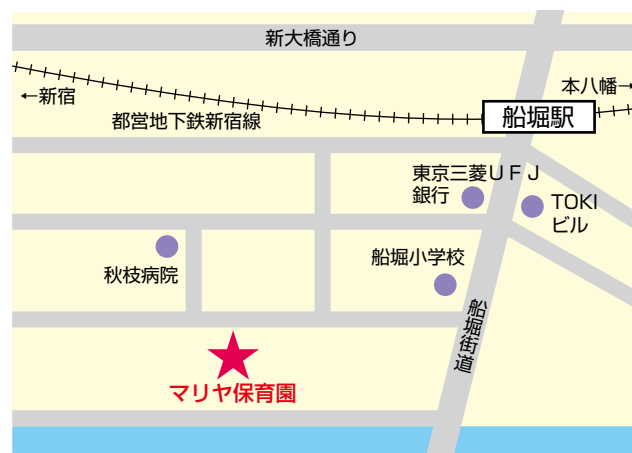 新大橋通り
本八幡→
←新宿
船堀駅
都営地下鉄新宿線
東京三菱ＵＦＪ
銀行
TOKI
ビル
船堀小学校
秋枝病院
船堀街道
マリヤ保育園